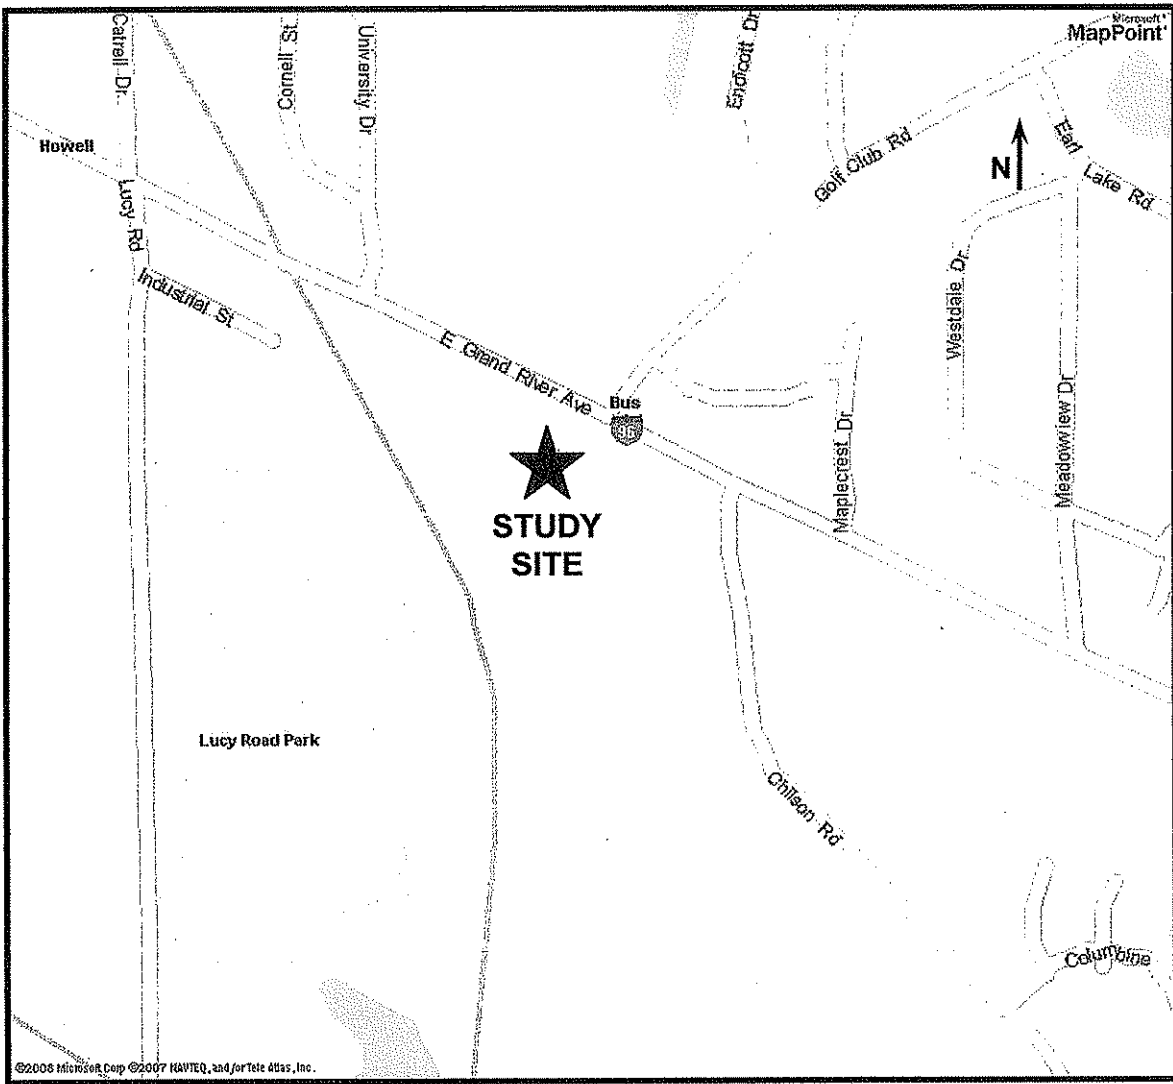 Microsoft®
MapPoint®
Catrell Dr.
Cornell St
University Dr
Endicott Dr
Howell
Golf Club Rd
Earl
Lake Rd
N
Lucy Rd
Industrial St
Westdale Dr
E Grand River Ave
Bus
96
Maplecrest Dr
Meadowview Dr
STUDY
SITE
Lucy Road Park
Chilson Rd
Columbine
©2006 Microsoft Corp ©2007 NAVTEQ, and/or Tele Atlas, Inc.